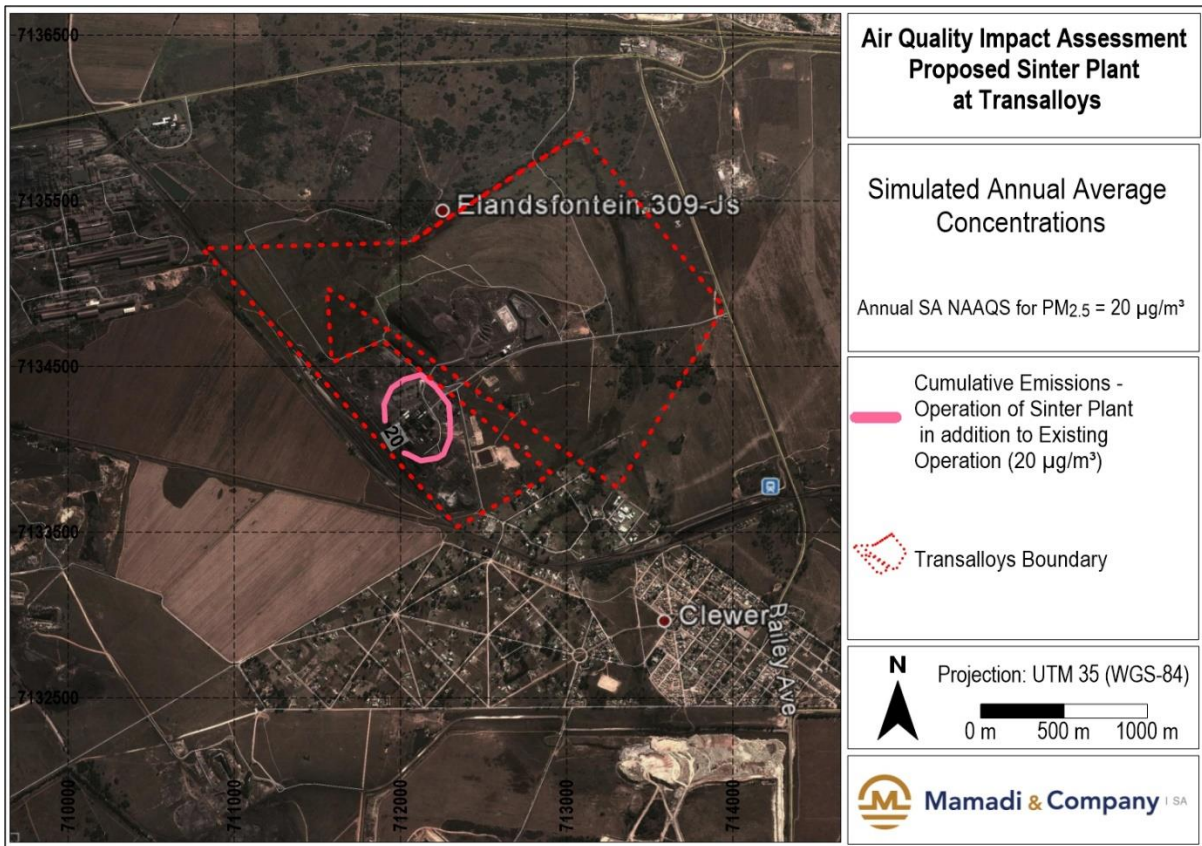 7136500
7135500
7134500
7133500
7132500
710000
711000
712000
713000
714000
Elandsfontein 309-Js
20
Clewer
Railey Ave
Air Quality Impact Assessment
Proposed Sinter Plant
at Transalloys
Simulated Annual Average
Concentrations
Annual SA NAAQS for PM2.5 = 20 µg/m³
Cumulative Emissions -
Operation of Sinter Plant
in addition to Existing
Operation (20 µg/m³)
Transalloys Boundary
N
Projection: UTM 35 (WGS-84)
0 m 500 m 1000 m
Mamadi & Company | SA